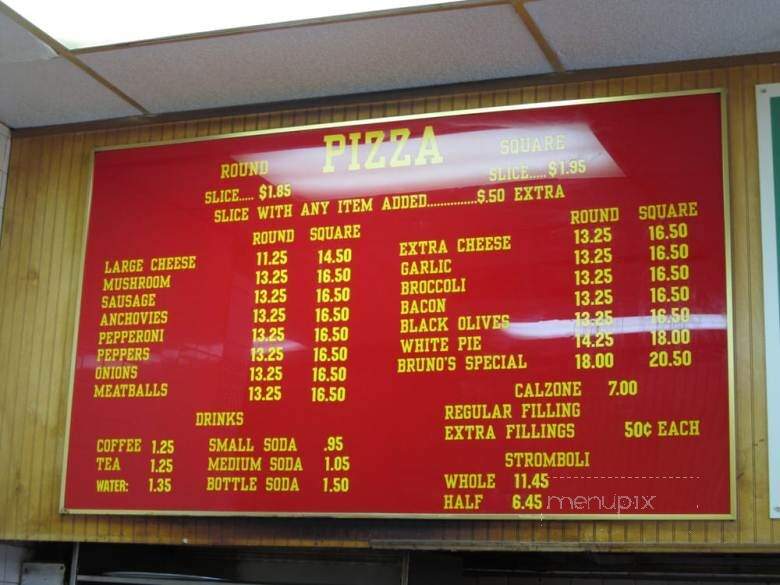 PIZZA
ROUND SQUARE
SLICE..... $1.85 SLICE..... $1.95
SLICE WITH ANY ITEM ADDED..............$.50 EXTRA
ROUND SQUARE
LARGE CHEESE 11.25 14.50
MUSHROOM 13.25 16.50
SAUSAGE 13.25 16.50
ANCHOVIES 13.25 16.50
PEPPERONI 13.25 16.50
PEPPERS 13.25 16.50
ONIONS 13.25 16.50
MEATBALLS 13.25 16.50
ROUND SQUARE
EXTRA CHEESE 13.25 16.50
GARLIC 13.25 16.50
BROCCOLI 13.25 16.50
BACON 13.25 16.50
BLACK OLIVES 13.25 16.50
WHITE PIE 14.25 18.00
BRUNO'S SPECIAL 18.00 20.50
DRINKS
COFFEE 1.25 SMALL SODA .95
TEA 1.25 MEDIUM SODA 1.05
WATER: 1.35 BOTTLE SODA 1.50
CALZONE 7.00
REGULAR FILLING
EXTRA FILLINGS 50¢ EACH
STROMBOLI
WHOLE 11.45
HALF 6.45
menupix